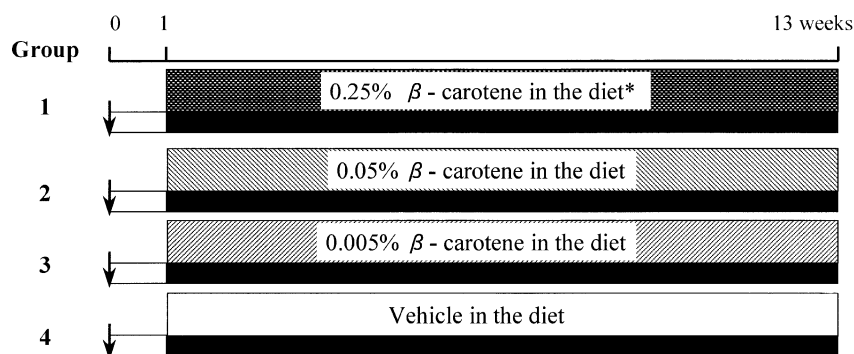 0 1 13 weeks
Group
0.25% β - carotene in the diet*
1
0.05% β - carotene in the diet
2
0.005% β - carotene in the diet
3
Vehicle in the diet
4